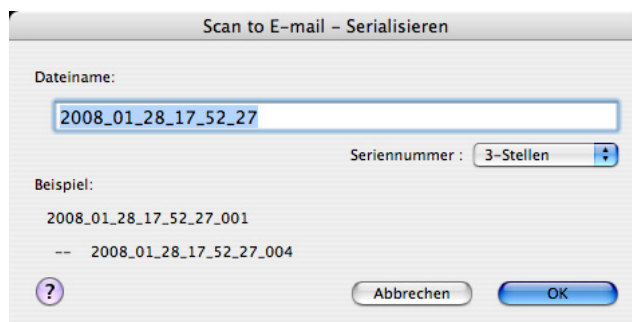 Scan to E-mail – Serialisieren
Dateiname:
2008_01_28_17_52_27
Seriennummer : 3-Stellen
Beispiel:
2008_01_28_17_52_27_001
-- 2008_01_28_17_52_27_004
? Abbrechen OK